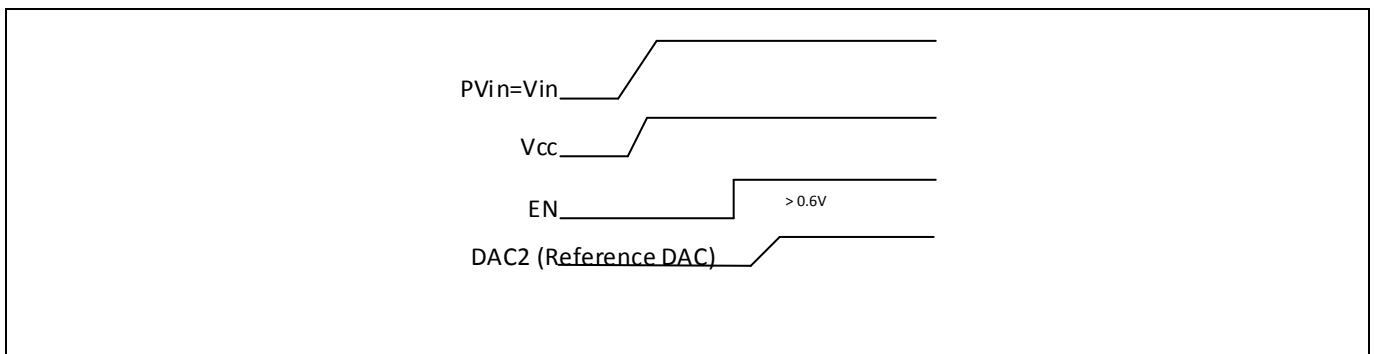 PVin=Vin
Vcc
EN
> 0.6V
DAC2 (Reference DAC)